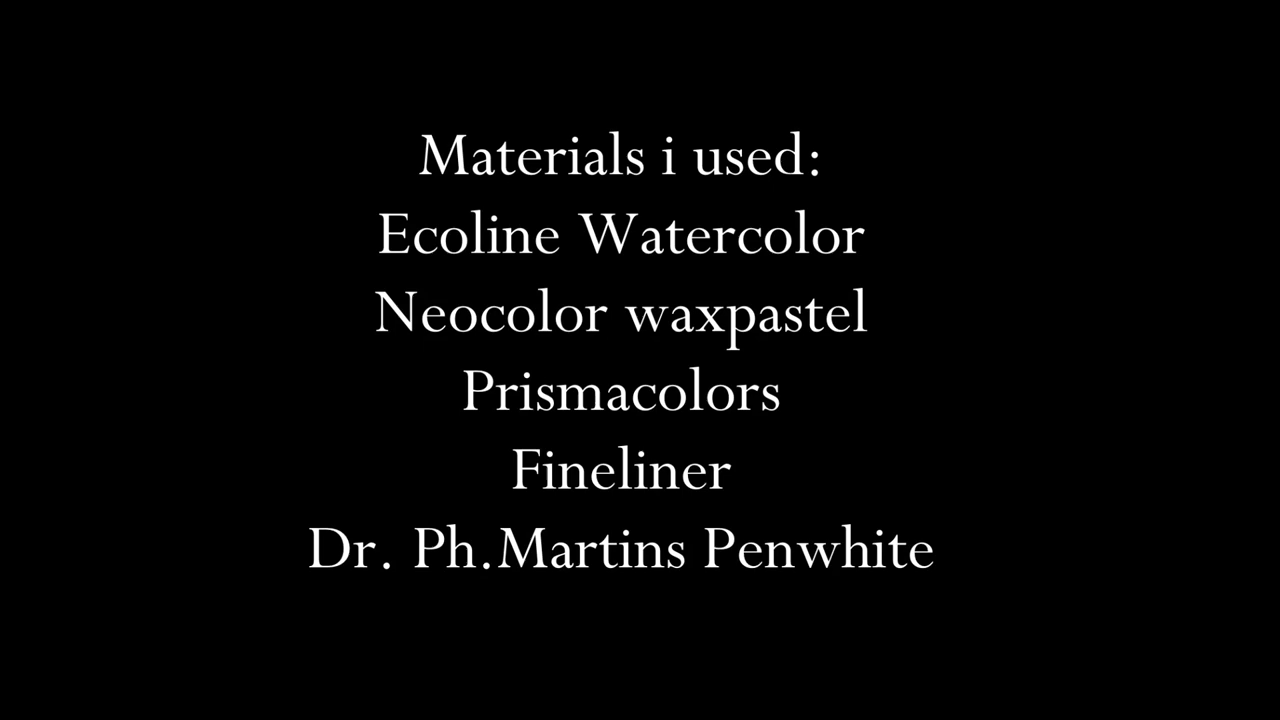 Materials i used:
Ecoline Watercolor
Neocolor waxpastel
Prismacolors
Fineliner
Dr. Ph.Martins Penwhite